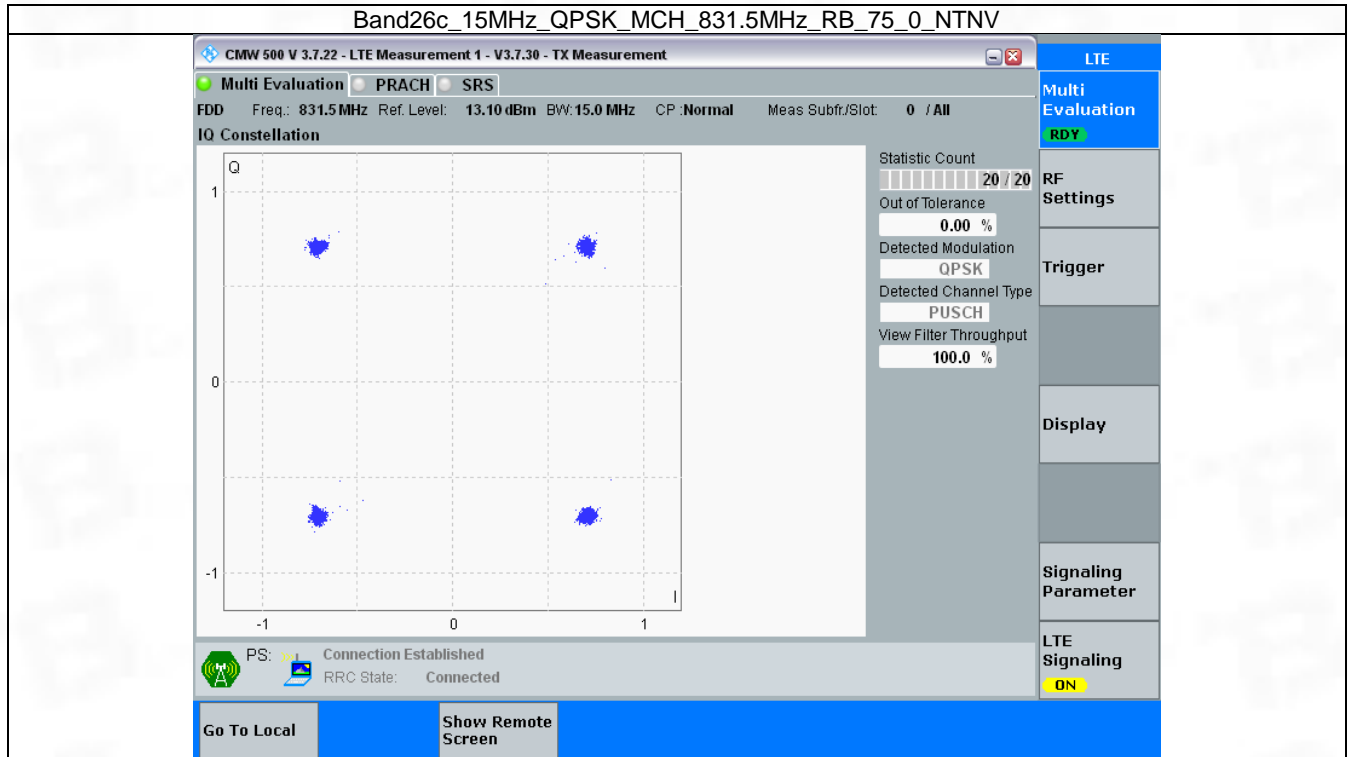 Band26c_15MHz_QPSK_MCH_831.5MHz_RB_75_0_NTNV
CMW 500 V 3.7.22 - LTE Measurement 1 - V3.7.30 - TX Measurement
LTE
Multi Evaluation PRACH SRS
FDD Freq.: 831.5 MHz Ref. Level: 13.10 dBm BW: 15.0 MHz CP :Normal Meas Subfr./Slot: 0 / All
IQ Constellation
Q
1
0
-1
I
-1 0 1
Statistic Count
20 / 20
Out of Tolerance
0.00 %
Detected Modulation
QPSK
Detected Channel Type
PUSCH
View Filter Throughput
100.0 %
Multi
Evaluation
RDY
RF
Settings
Trigger
Display
Signaling
Parameter
LTE
Signaling
ON
PS: Connection Established
RRC State: Connected
Go To Local
Show Remote
Screen